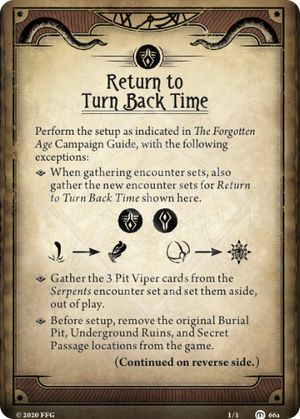 Return to
Turn Back Time
Perform the setup as indicated in The Forgotten
Age Campaign Guide, with the following
exceptions:
When gathering encounter sets, also
gather the new encounter sets for Return
to Turn Back Time shown here.
Gather the 3 Pit Viper cards from the
Serpents encounter set and set them aside,
out of play.
Before setup, remove the original Burial
Pit, Underground Ruins, and Secret
Passage locations from the game.
(Continued on reverse side.)
© 2020 FFG
1/1
66a